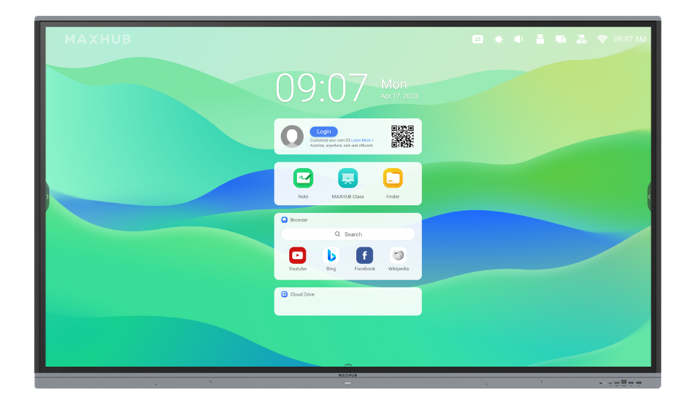 MAXHUB
09:07 AM
09:07
Mon
Apr 17, 2023
Login
Customize your own ID, Learn More >
Anytime, anywhere, safe and efficient
Note
MAXHUB Class
Finder
Browser
Search
Youtube
Bing
Facebook
Wikipedia
Cloud Drive
MAXHUB